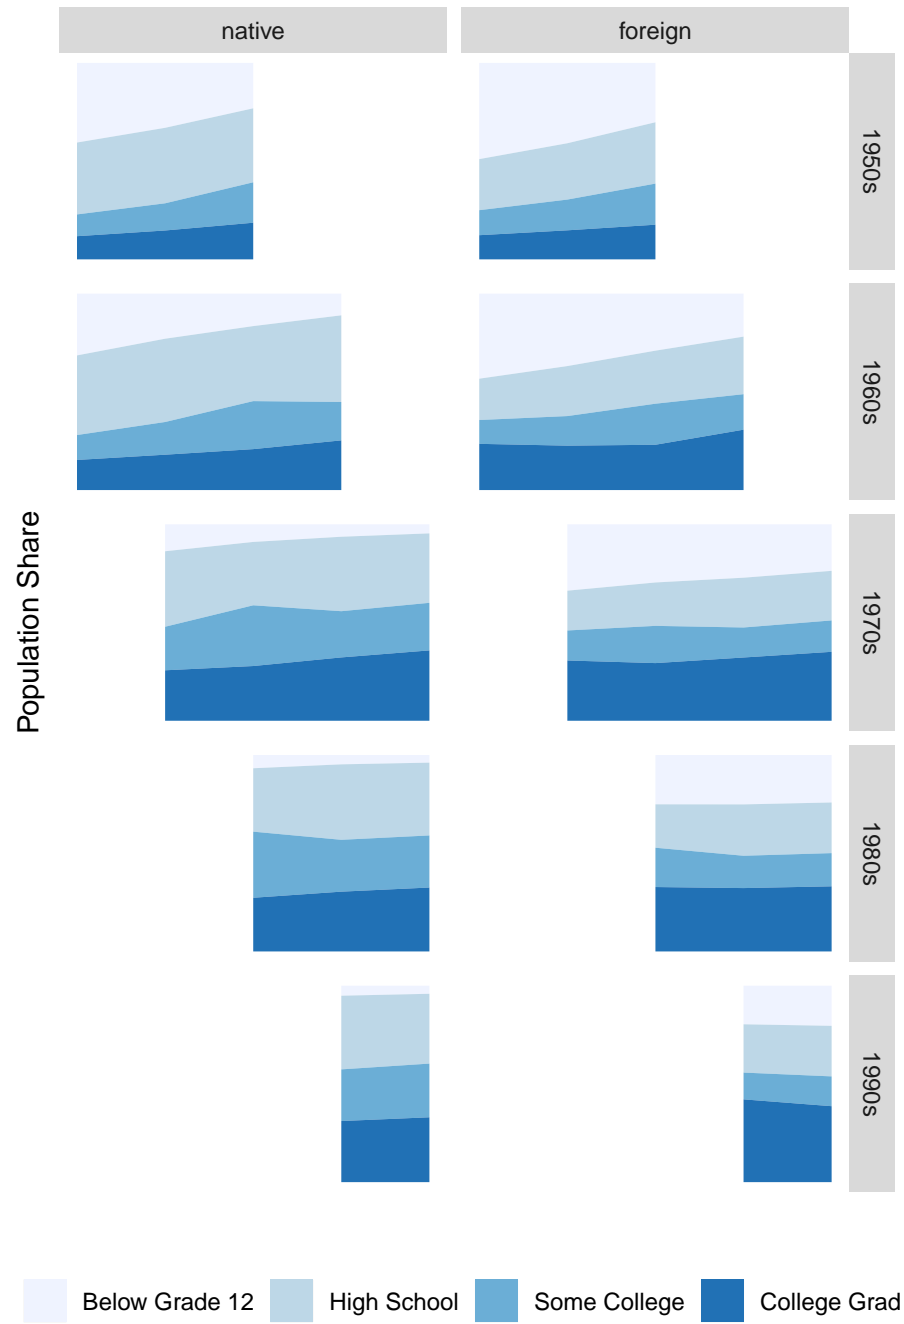 native
foreign
1950s
1960s
1970s
1980s
1990s
Population Share
Below Grade 12
High School
Some College
College Grad